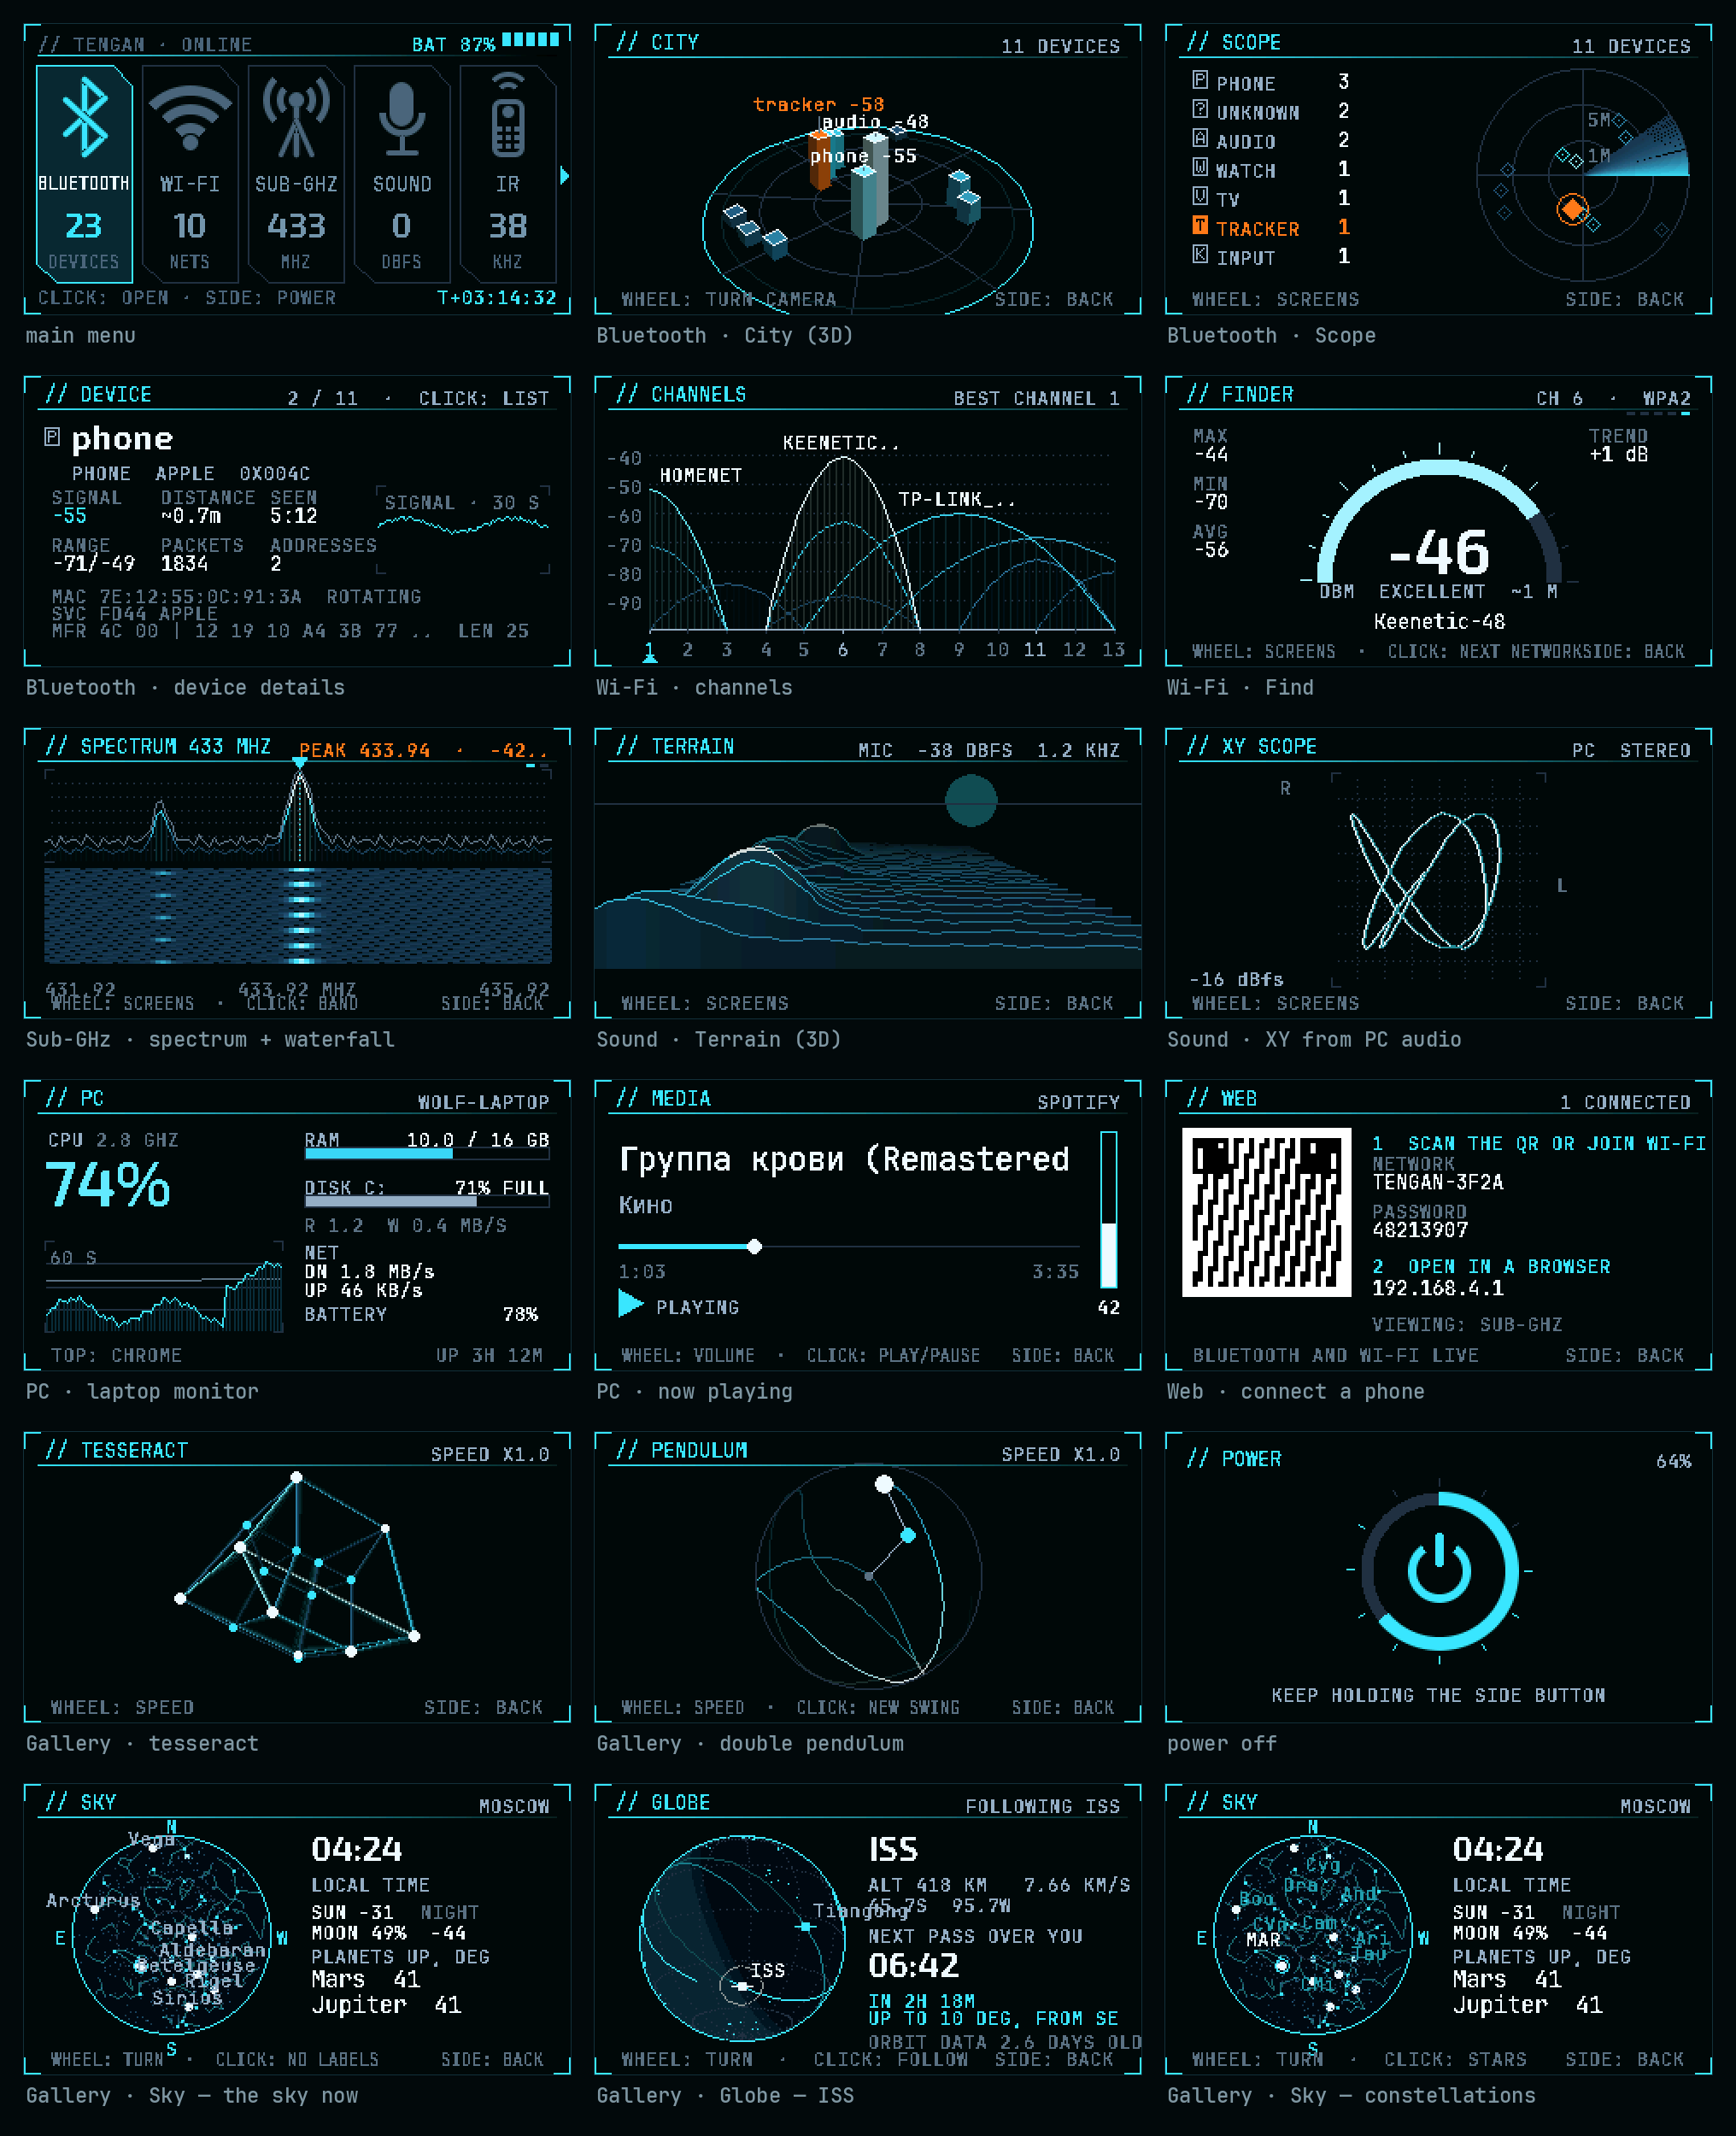 // TENGAN · ONLINE
BAT 87%
BLUETOOTH
23
DEVICES
WI-FI
10
NETS
SUB-GHZ
433
MHZ
SOUND
0
DBFS
IR
38
KHZ
CLICK: OPEN · SIDE: POWER
T+03:14:32
main menu
// CITY
11 DEVICES
tracker -58
audio -48
phone -55
WHEEL: TURN CAMERA
SIDE: BACK
Bluetooth · City (3D)
// SCOPE
11 DEVICES
P PHONE 3
? UNKNOWN 2
A AUDIO 2
W WATCH 1
V TV 1
T TRACKER 1
K INPUT 1
5M
1M
WHEEL: SCREENS
SIDE: BACK
Bluetooth · Scope
// DEVICE
2 / 11 · CLICK: LIST
P phone
PHONE APPLE 0X004C
SIGNAL DISTANCE SEEN
-55 ~0.7m 5:12
RANGE PACKETS ADDRESSES
-71/-49 1834 2
SIGNAL · 30 S
MAC 7E:12:55:0C:91:3A ROTATING
SVC FD44 APPLE
MFR 4C 00 | 12 19 10 A4 3B 77 .. LEN 25
Bluetooth · device details
// CHANNELS
BEST CHANNEL 1
KEENETIC..
HOMENET
TP-LINK_..
-40
-50
-60
-70
-80
-90
1 2 3 4 5 6 7 8 9 10 11 12 13
Wi-Fi · channels
// FINDER
CH 6 · WPA2
MAX
-44
MIN
-70
AVG
-56
TREND
+1 dB
-46
DBM EXCELLENT ~1 M
Keenetic-48
WHEEL: SCREENS · CLICK: NEXT NETWORK
SIDE: BACK
Wi-Fi · Find
// SPECTRUM 433 MHZ
PEAK 433.94 · -42..
431.92 433.92 MHZ 435.92
WHEEL: SCREENS · CLICK: BAND
SIDE: BACK
Sub-GHz · spectrum + waterfall
// TERRAIN
MIC -38 DBFS 1.2 KHZ
WHEEL: SCREENS
SIDE: BACK
Sound · Terrain (3D)
// XY SCOPE
PC STEREO
R
L
-16 dBfs
WHEEL: SCREENS
SIDE: BACK
Sound · XY from PC audio
// PC
WOLF-LAPTOP
CPU 2.8 GHZ
74%
60 S
RAM 10.0 / 16 GB
DISK C: 71% FULL
R 1.2 W 0.4 MB/S
NET
DN 1.8 MB/s
UP 46 KB/s
BATTERY 78%
TOP: CHROME
UP 3H 12M
PC · laptop monitor
// MEDIA
SPOTIFY
Группа крови (Remastered
Кино
1:03
3:35
PLAYING
42
WHEEL: VOLUME · CLICK: PLAY/PAUSE
SIDE: BACK
PC · now playing
// WEB
1 CONNECTED
1 SCAN THE QR OR JOIN WI-FI
NETWORK
TENGAN-3F2A
PASSWORD
48213907
2 OPEN IN A BROWSER
192.168.4.1
VIEWING: SUB-GHZ
BLUETOOTH AND WI-FI LIVE
SIDE: BACK
Web · connect a phone
// TESSERACT
SPEED X1.0
WHEEL: SPEED
SIDE: BACK
Gallery · tesseract
// PENDULUM
SPEED X1.0
WHEEL: SPEED · CLICK: NEW SWING
SIDE: BACK
Gallery · double pendulum
// POWER
64%
KEEP HOLDING THE SIDE BUTTON
power off
// SKY
MOSCOW
N
Vega
Arcturus
E
W
Capella
Aldebaran
Betelgeuse
Rigel
Sirius
S
04:24
LOCAL TIME
SUN -31 NIGHT
MOON 49% -44
PLANETS UP, DEG
Mars 41
Jupiter 41
WHEEL: TURN · CLICK: NO LABELS
SIDE: BACK
Gallery · Sky — the sky now
// GLOBE
FOLLOWING ISS
ISS
Tiangong
ISS
ALT 418 KM 7.66 KM/S
95.7W
NEXT PASS OVER YOU
06:42
IN 2H 18M
UP TO 10 DEG, FROM SE
ORBIT DATA 2.6 DAYS OLD
WHEEL: TURN · CLICK: FOLLOW
SIDE: BACK
Gallery · Globe — ISS
// SKY
MOSCOW
N
Cyg
Dra
Boo
And
CVn
Cam
Ari
MAR
Tau
E
W
S
04:24
LOCAL TIME
SUN -31 NIGHT
MOON 49% -44
PLANETS UP, DEG
Mars 41
Jupiter 41
WHEEL: TURN · CLICK: STARS
SIDE: BACK
Gallery · Sky — constellations